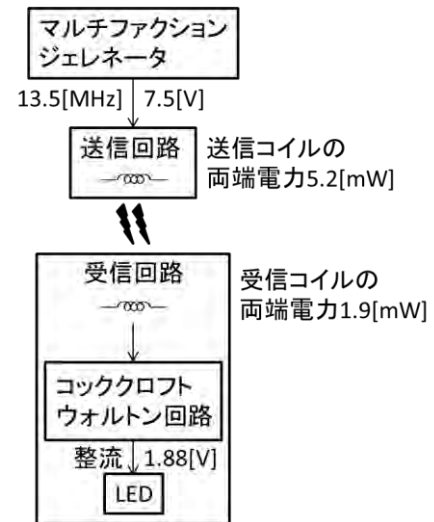 マルチファクション
ジェレネータ
13.5[MHz] 7.5[V]
送信回路
送信コイルの
両端電力5.2[mW]
受信回路
受信コイルの
両端電力1.9[mW]
コッククロフト
ウォルトン回路
整流 1.88[V]
LED